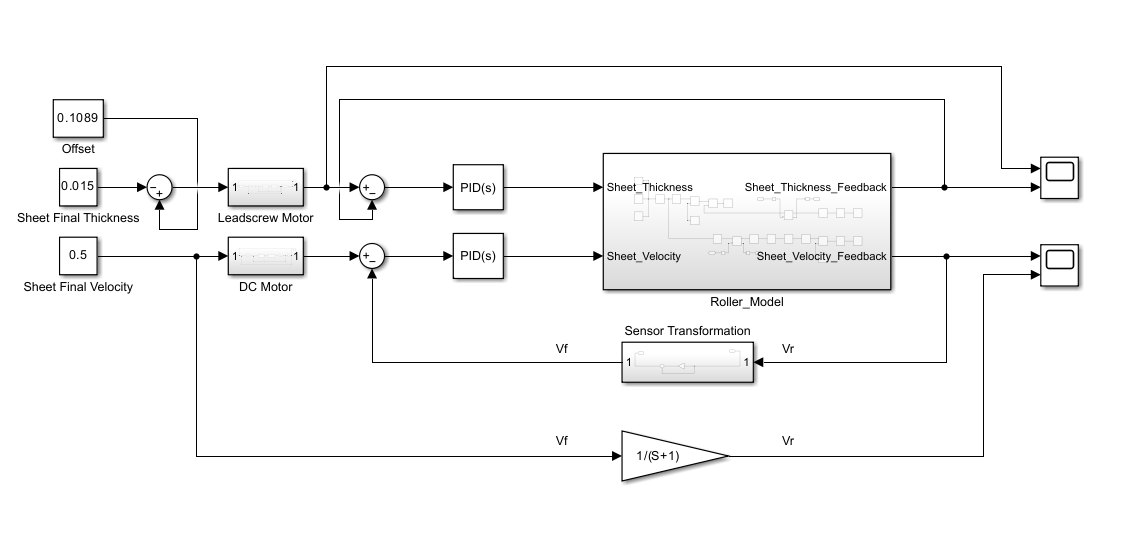 0.1089
Offset
0.015
Sheet Final Thickness
0.5
Sheet Final Velocity
1 1
Leadscrew Motor
1 1
DC Motor
PID(s)
PID(s)
Sheet_Thickness
Sheet_Thickness_Feedback
Sheet_Velocity
Sheet_Velocity_Feedback
Roller_Model
Sensor Transformation
Vf
1 1
Vr
Vf
1/(S+1)
Vr